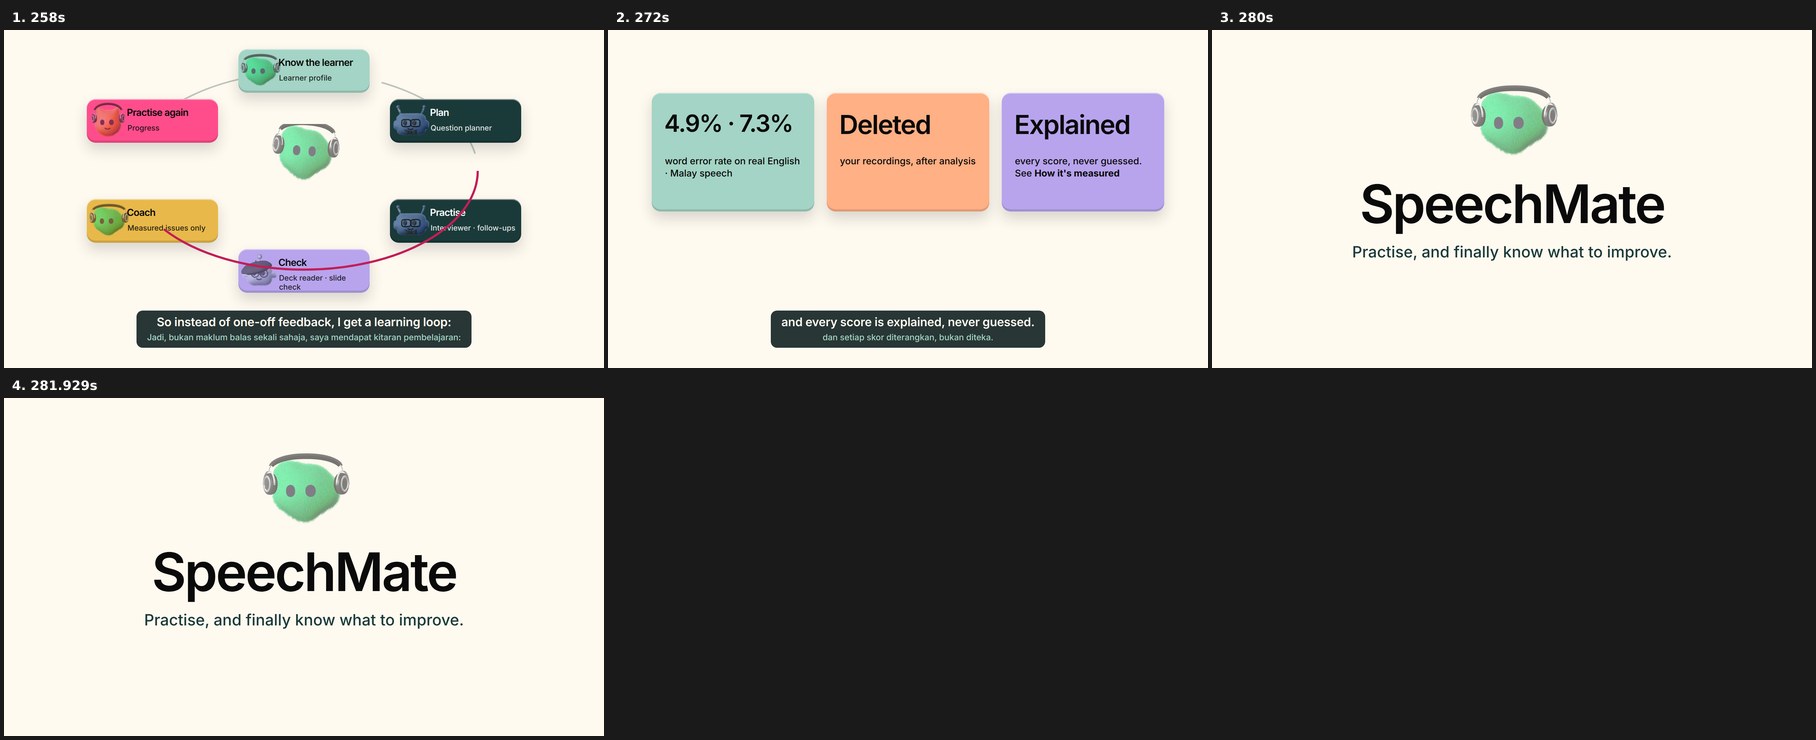 1. 258s
Know the learner
Learner profile
Practise again
Progress
Plan
Question planner
Coach
Measured issues only
Practise
Interviewer · follow-ups
Check
Deck reader · slide
check
So instead of one-off feedback, I get a learning loop:
Jadi, bukan maklum balas sekali sahaja, saya mendapat kitaran pembelajaran:
2. 272s
4.9% · 7.3%
word error rate on real English
· Malay speech
Deleted
your recordings, after analysis
Explained
every score, never guessed.
See How it's measured
and every score is explained, never guessed.
dan setiap skor diterangkan, bukan diteka.
3. 280s
SpeechMate
Practise, and finally know what to improve.
4. 281.929s
SpeechMate
Practise, and finally know what to improve.